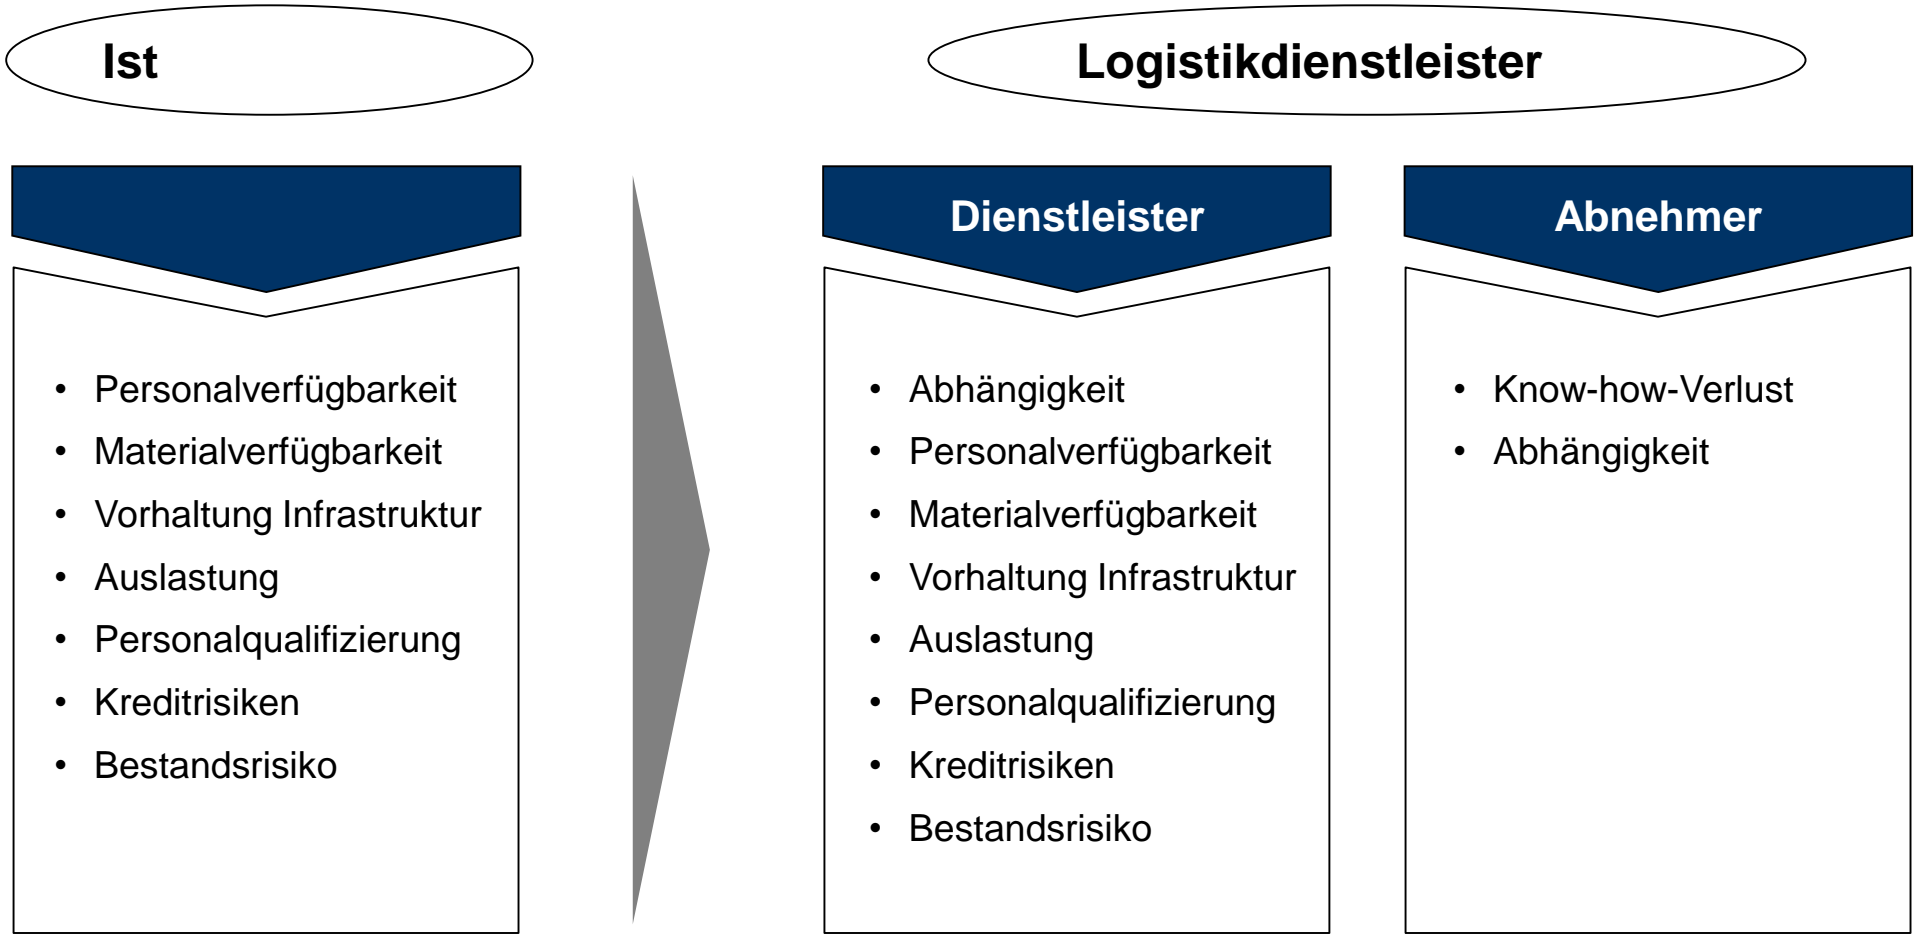 Ist
Logistikdienstleister
• Personalverfügbarkeit
• Materialverfügbarkeit
• Vorhaltung Infrastruktur
• Auslastung
• Personalqualifizierung
• Kreditrisiken
• Bestandsrisiko
Dienstleister
• Abhängigkeit
• Personalverfügbarkeit
• Materialverfügbarkeit
• Vorhaltung Infrastruktur
• Auslastung
• Personalqualifizierung
• Kreditrisiken
• Bestandsrisiko
Abnehmer
• Know-how-Verlust
• Abhängigkeit